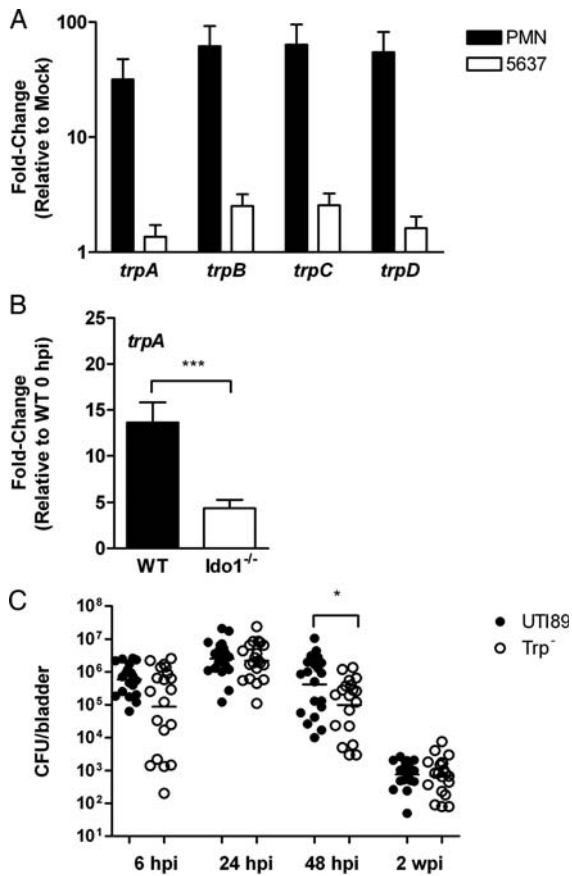 A
Fold-Change
(Relative to Mock)
100
10
1
trpA trpB trpC trpD
PMN
5637
B
Fold-Change
(Relative to WT 0 hpi)
25
20
15
10
5
0
trpA
***
WT Ido1-/-
C
CFU/bladder
10⁸
10⁷
10⁶
10⁵
10⁴
10³
10²
10¹
*
6 hpi 24 hpi 48 hpi 2 wpi
UTI89
Trp⁻